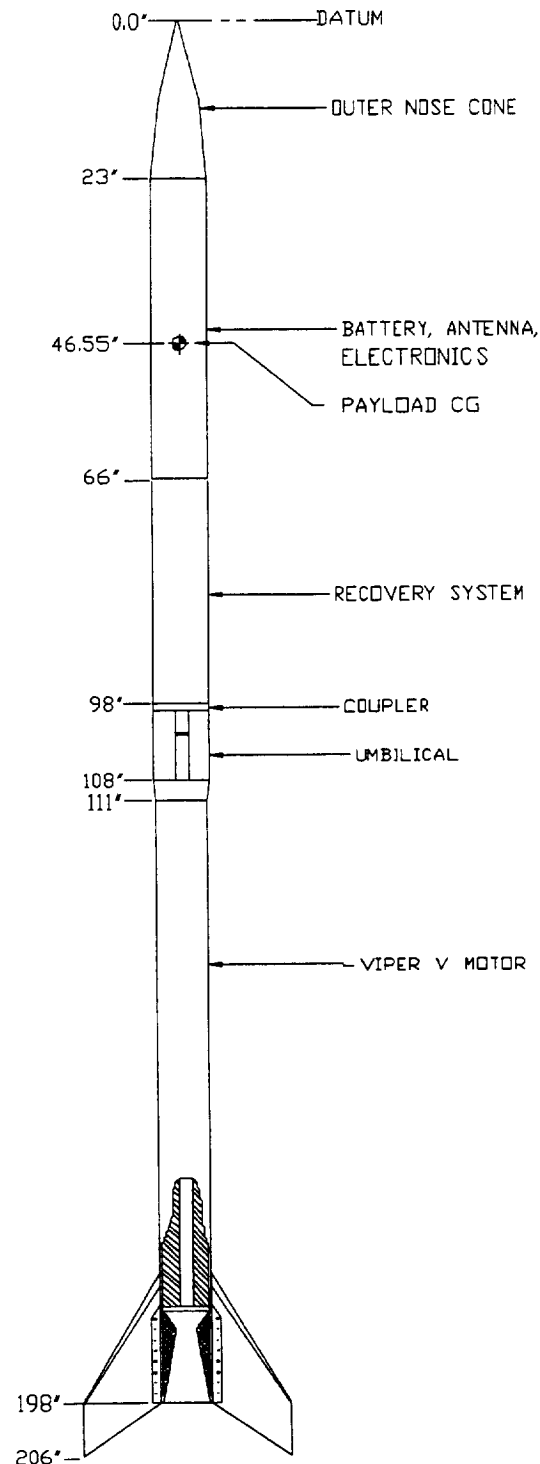 0.0" DATUM
OUTER NOSE CONE
23"
BATTERY, ANTENNA,
46.55" ELECTRONICS
PAYLOAD CG
66"
RECOVERY SYSTEM
98" COUPLER
UMBILICAL
108"
111"
VIPER V MOTOR
198"
206"